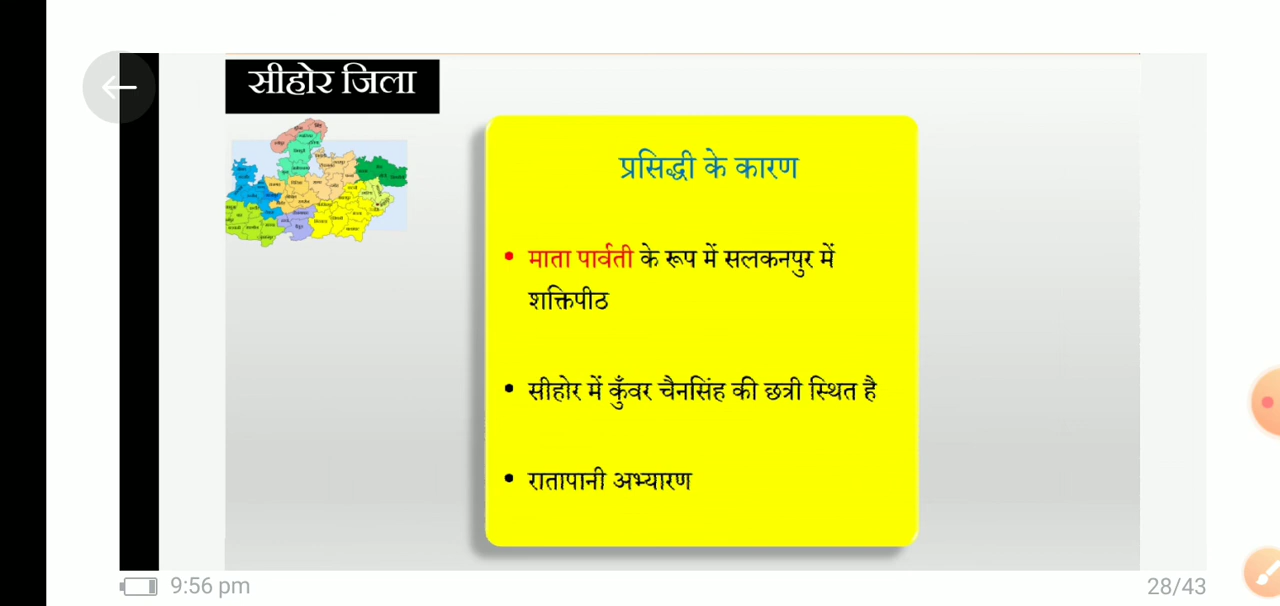 सीहोर जिला
प्रसिद्धी के कारण
• माता पार्वती के रूप में सलकनपुर में
शक्तिपीठ
• सीहोर में कुँवर चैनसिंह की छत्री स्थित है
• रातापानी अभ्यारण
9:56 pm
28/43